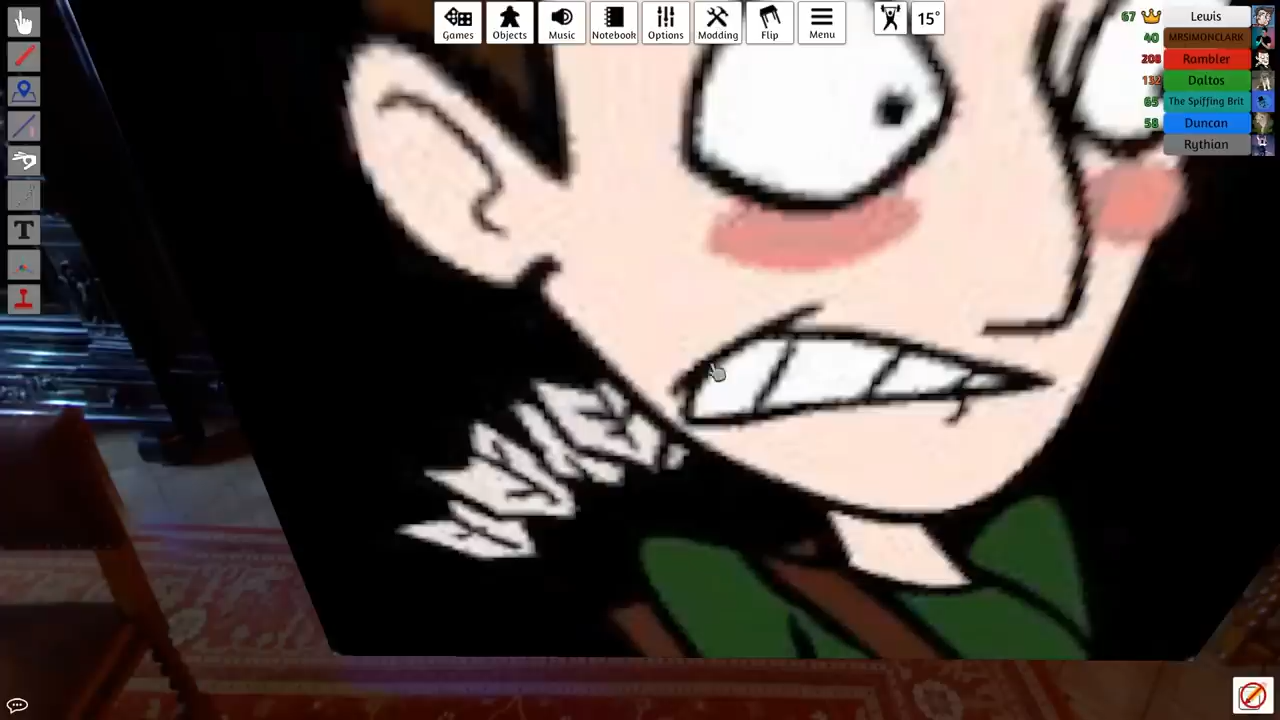 Games
Objects
Music
Notebook
Options
Modding
Flip
Menu
15°
67 Lewis
40 MRSIMONCLARK
208 Rambler
132 Daltos
65 The Spiffing Brit
58 Duncan
Rythian
T